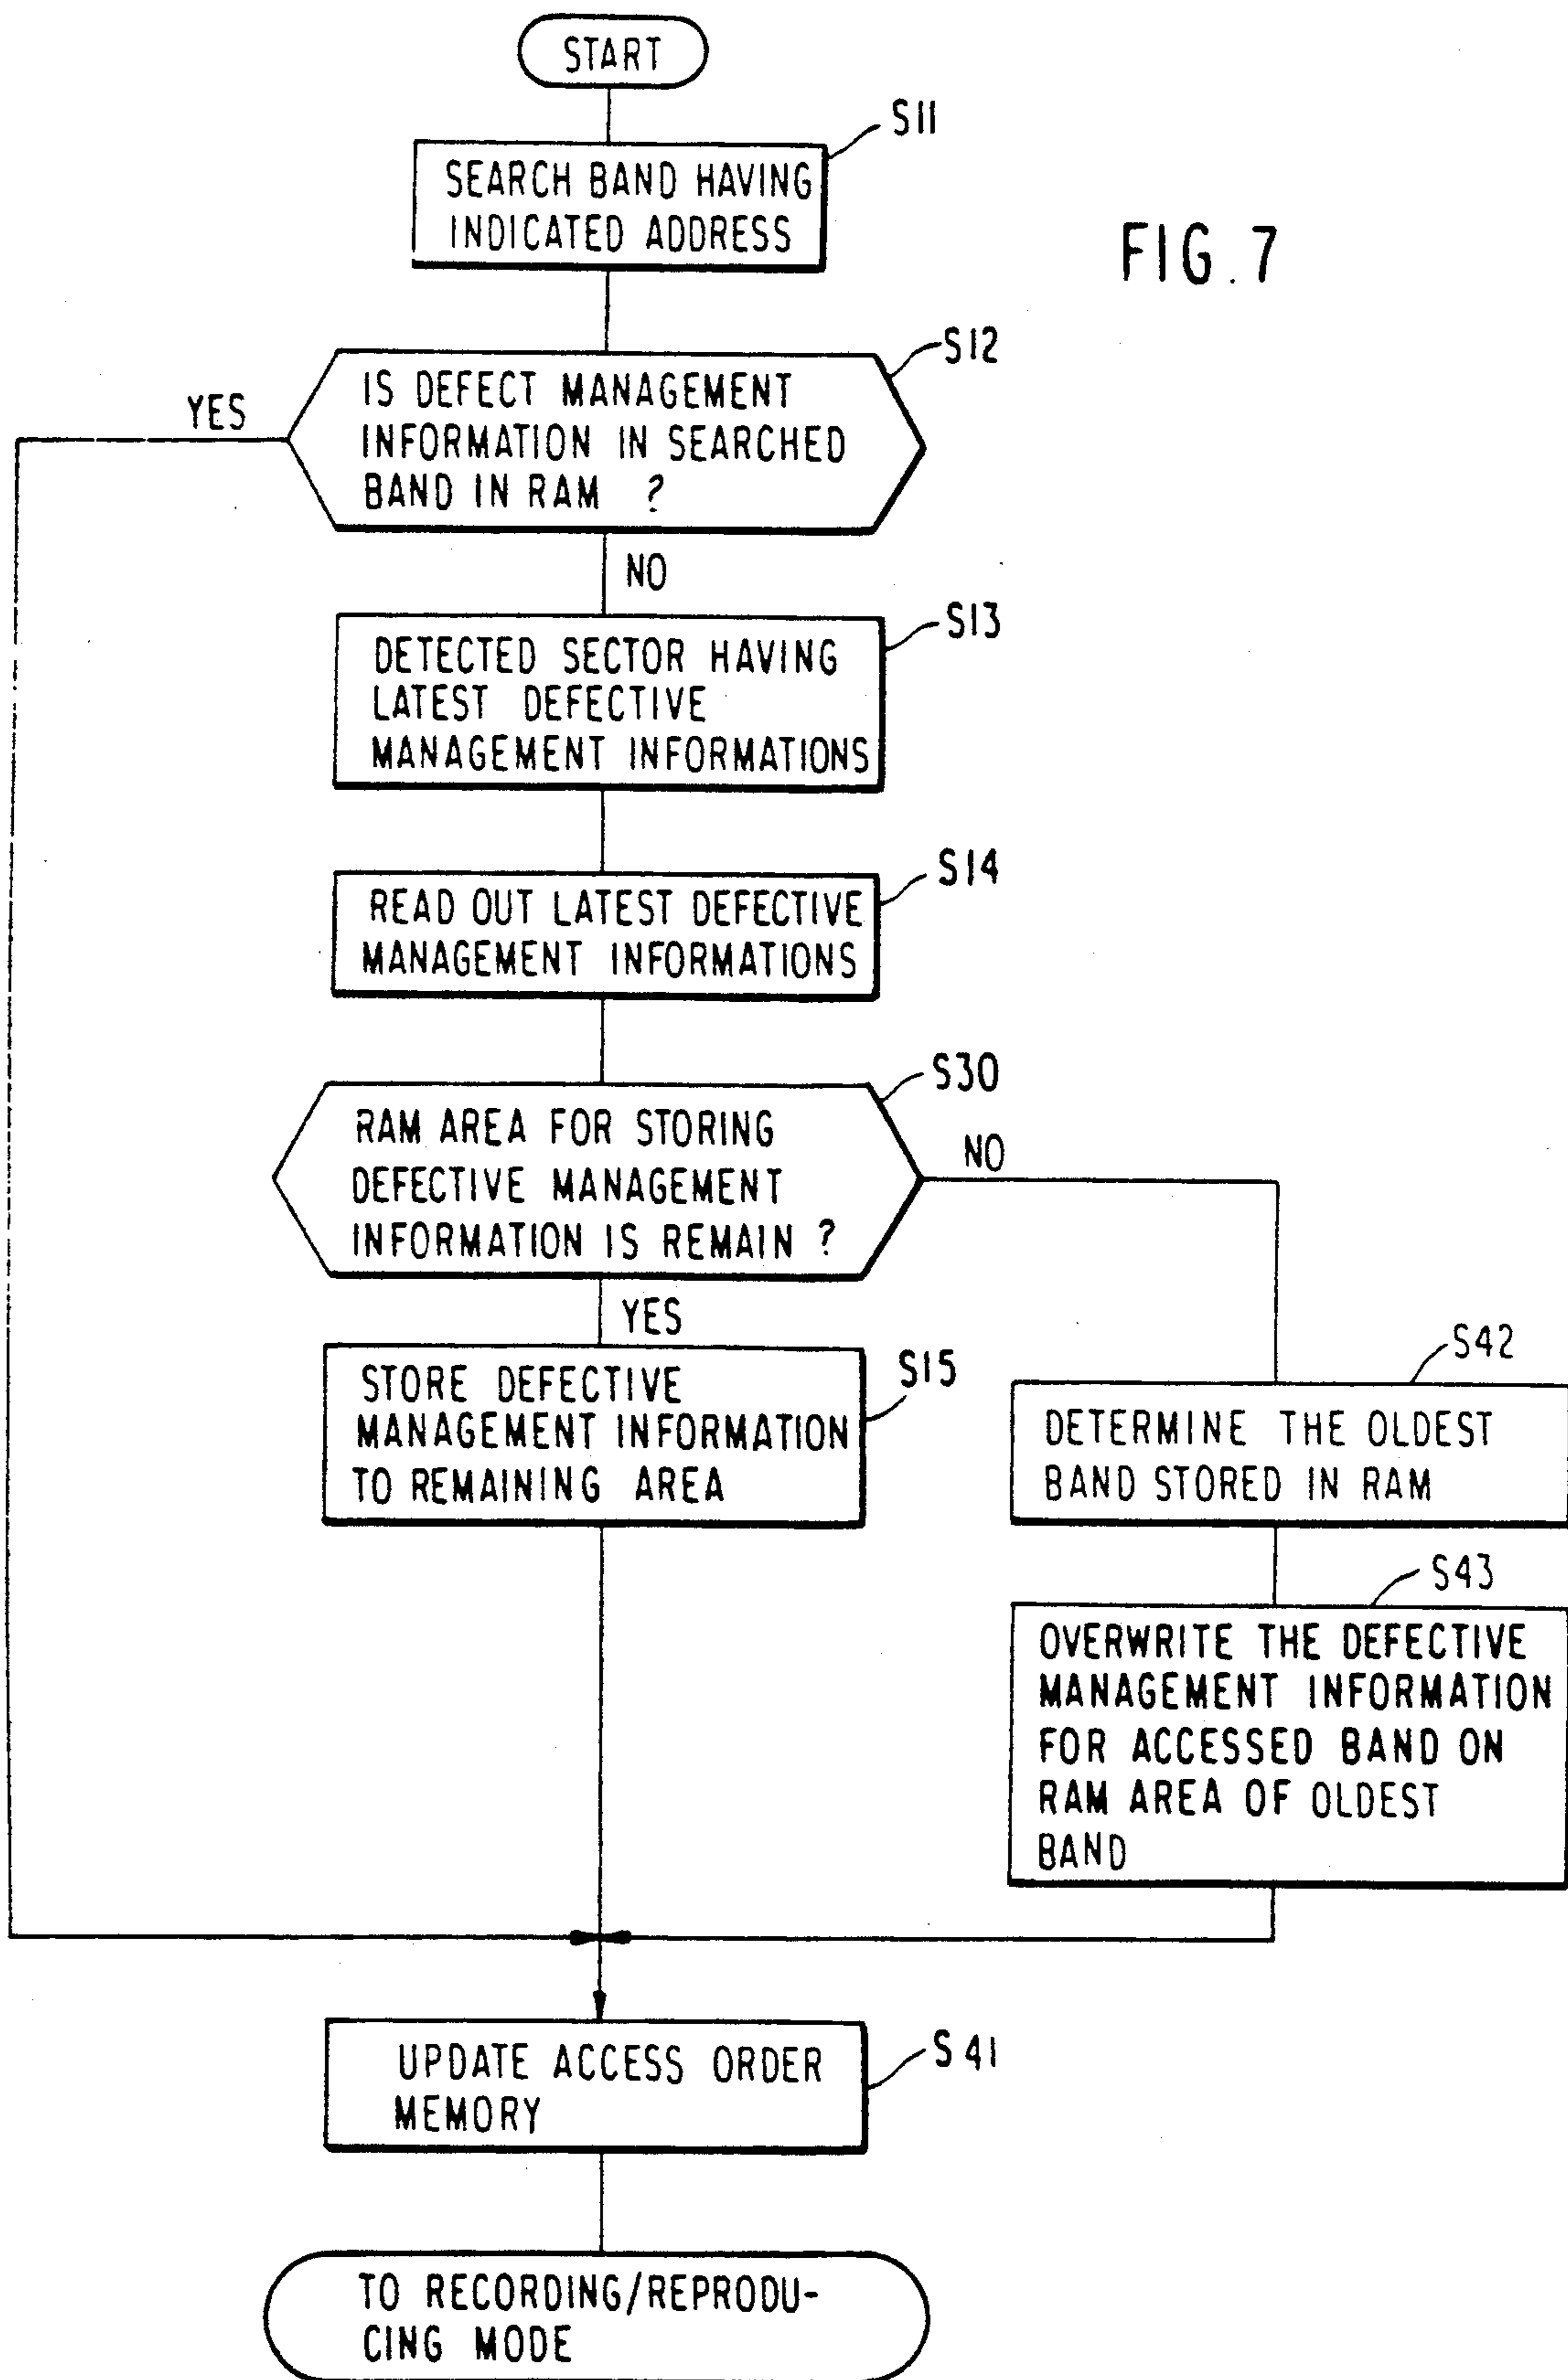 START
S11
SEARCH BAND HAVING
INDICATED ADDRESS
FIG. 7
S12
IS DEFECT MANAGEMENT
INFORMATION IN SEARCHED
BAND IN RAM ?
YES
NO
S13
DETECTED SECTOR HAVING
LATEST DEFECTIVE
MANAGEMENT INFORMATIONS
S14
READ OUT LATEST DEFECTIVE
MANAGEMENT INFORMATIONS
S30
RAM AREA FOR STORING
DEFECTIVE MANAGEMENT
INFORMATION IS REMAIN ?
NO
YES
S15
STORE DEFECTIVE
MANAGEMENT INFORMATION
TO REMAINING AREA
S42
DETERMINE THE OLDEST
BAND STORED IN RAM
S43
OVERWRITE THE DEFECTIVE
MANAGEMENT INFORMATION
FOR ACCESSED BAND ON
RAM AREA OF OLDEST
BAND
S41
UPDATE ACCESS ORDER
MEMORY
TO RECORDING/REPRODU-
CING MODE